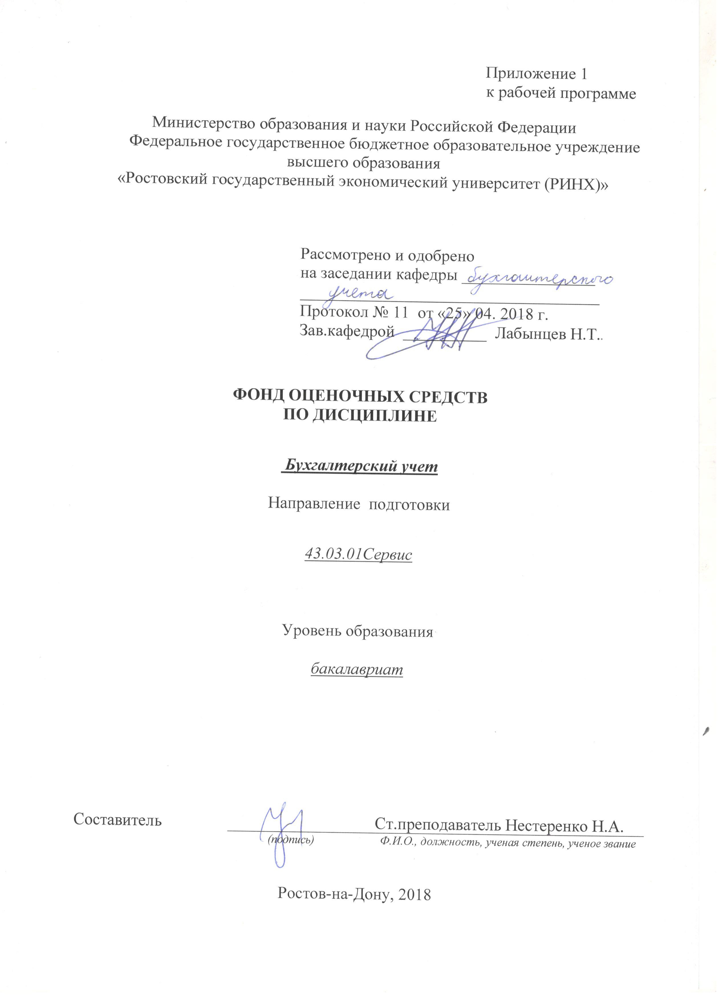 Приложение 1
к рабочей программе
Министерство образования и науки Российской Федерации
Федеральное государственное бюджетное образовательное учреждение
высшего образования
«Ростовский государственный экономический университет (РИНХ)»
Рассмотрено и одобрено
на заседании кафедры бухгалтерского
учета
Протокол № 11 от «25» 04. 2018 г.
Зав.кафедрой Лабынцев Н.Т..
ФОНД ОЦЕНОЧНЫХ СРЕДСТВ
ПО ДИСЦИПЛИНЕ
Бухгалтерский учет
Направление подготовки
43.03.01Сервис
Уровень образования
бакалавриат
Составитель Ст.преподаватель Нестеренко Н.А.
(подпись) Ф.И.О., должность, ученая степень, ученое звание
Ростов-на-Дону, 2018